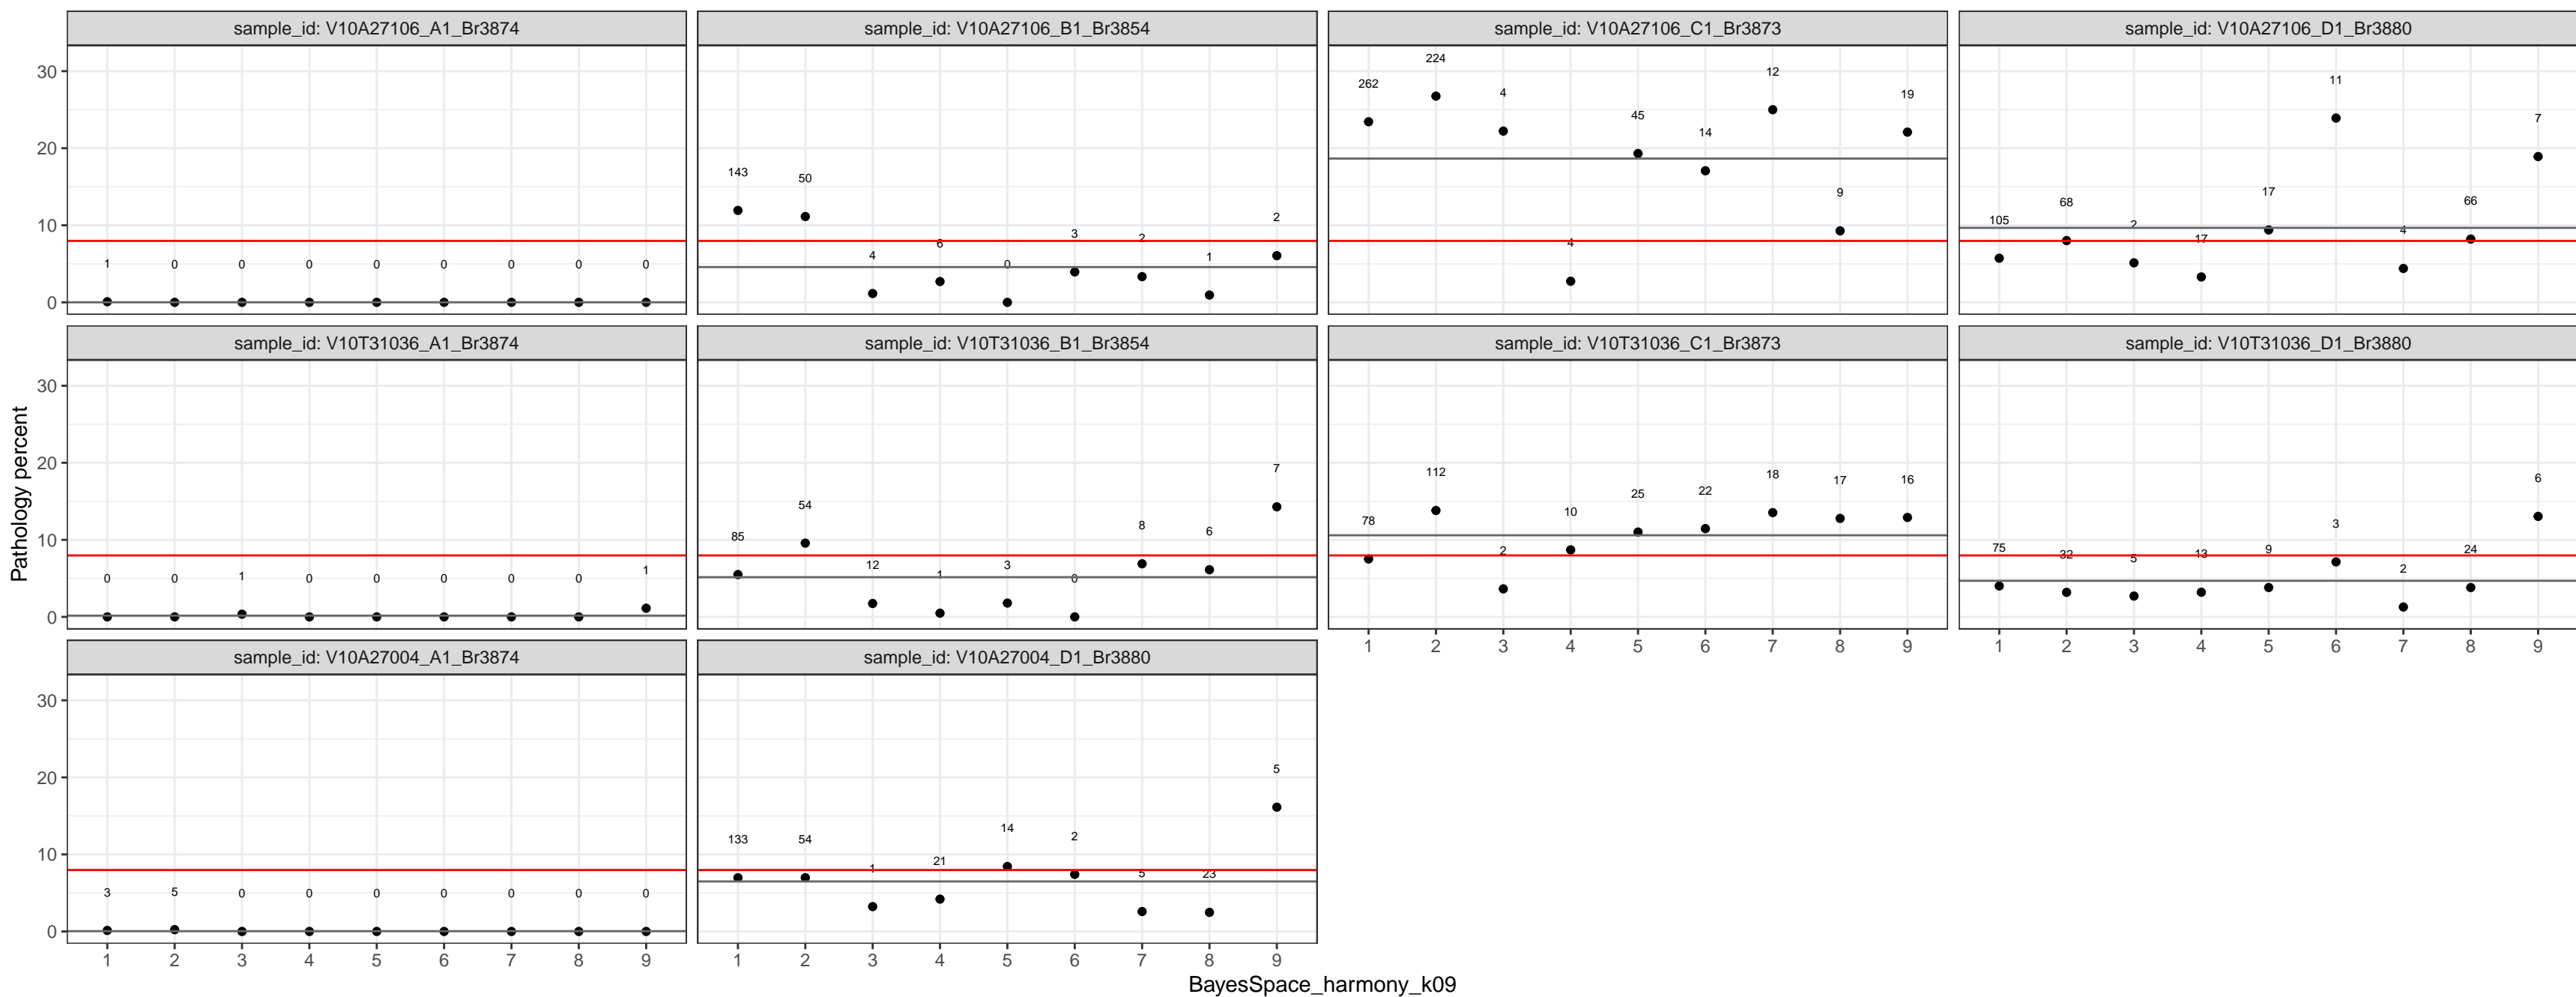 sample_id: V10A27106_A1_Br3874
sample_id: V10A27106_B1_Br3854
sample_id: V10A27106_C1_Br3873
sample_id: V10A27106_D1_Br3880
30
20
10
0
1 0 0 0 0 0 0 0 0
143 50 4 6 0 3 2 1 2
262 224 4 4 45 14 12 9 19
105 68 2 17 17 11 4 66 7
sample_id: V10T31036_A1_Br3874
sample_id: V10T31036_B1_Br3854
sample_id: V10T31036_C1_Br3873
sample_id: V10T31036_D1_Br3880
Pathology percent
30
20
10
0
0 0 1 0 0 0 0 0 1
85 54 12 1 3 0 8 6 7
78 112 2 10 25 22 18 17 16
75 32 5 13 9 3 2 24 6
1 2 3 4 5 6 7 8 9
1 2 3 4 5 6 7 8 9
sample_id: V10A27004_A1_Br3874
sample_id: V10A27004_D1_Br3880
30
20
10
0
3 5 0 0 0 0 0 0 0
133 54 1 21 14 2 5 23 5
1 2 3 4 5 6 7 8 9
1 2 3 4 5 6 7 8 9
BayesSpace_harmony_k09